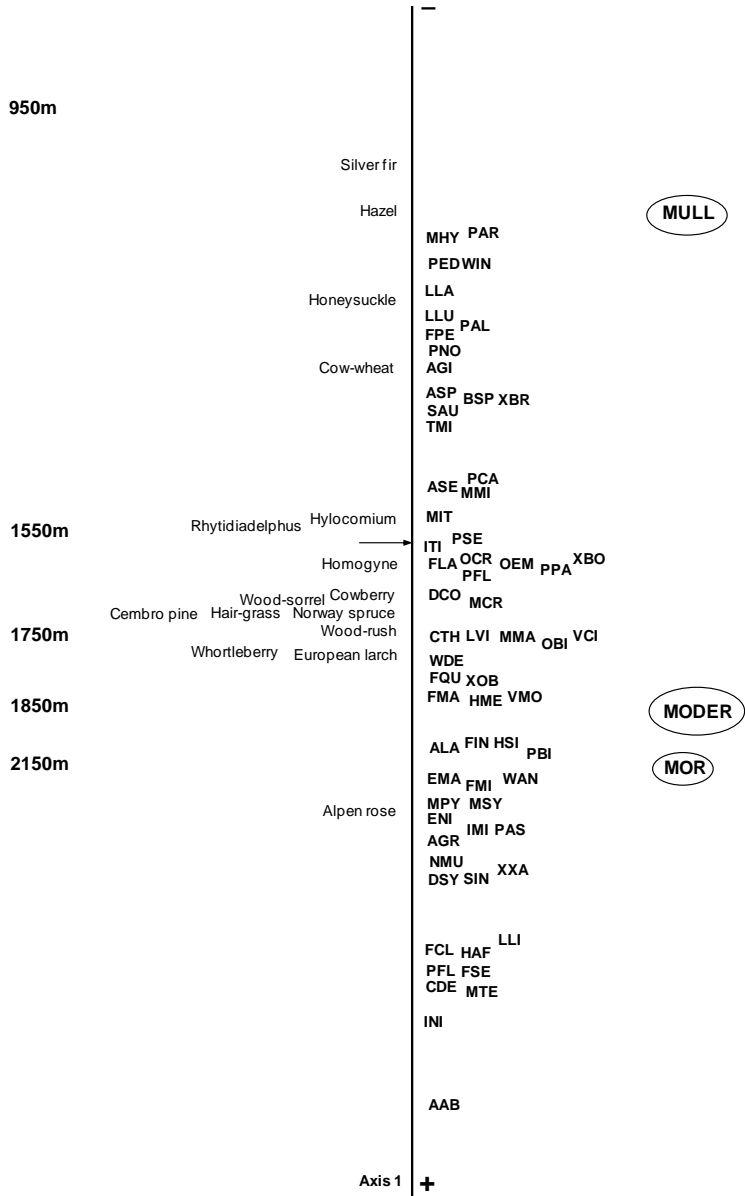 −
950m
Silver fir
Hazel
MULL
MHY PAR
PED WIN
LLA
Honeysuckle
LLU
PAL
FPE
PNO
Cow-wheat AGI
ASP BSP XBR
SAU
TMI
PCA
ASE
MMI
1550m Rhytidiadelphus Hylocomium MIT
PSE
ITI
Homogyne FLA OCR OEM PPA XBO
PFL
Wood-sorrel Cowberry DCO MCR
Cembro pine Hair-grass Norway spruce
1750m Wood-rush CTH LVI MMA OBI VCI
Whortleberry European larch WDE
FQU XOB
1850m FMA HME VMO MODER
ALA FIN HSI PBI
2150m MOR
EMA FMI WAN
MPY MSY
Alpen rose ENI
IMI PAS
AGR
NMU
XXA
DSY SIN
LLI
FCL HAF
PFL FSE
CDE MTE
INI
AAB
Axis 1 +